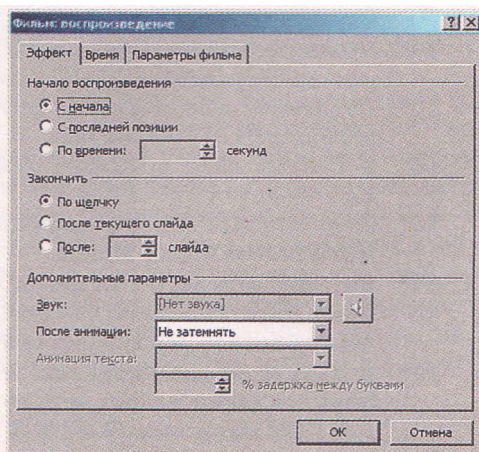 Фильм: воспроизведение
Эффект Время Параметры фильма
Начало воспроизведения
С начала
С последней позиции
По времени: секунд
Закончить
По щелчку
После текущего слайда
После: слайда
Дополнительные параметры
Звук: [Нет звука]
После анимации: Не затемнять
Анимация текста:
% задержка между буквами
ОК Отмена